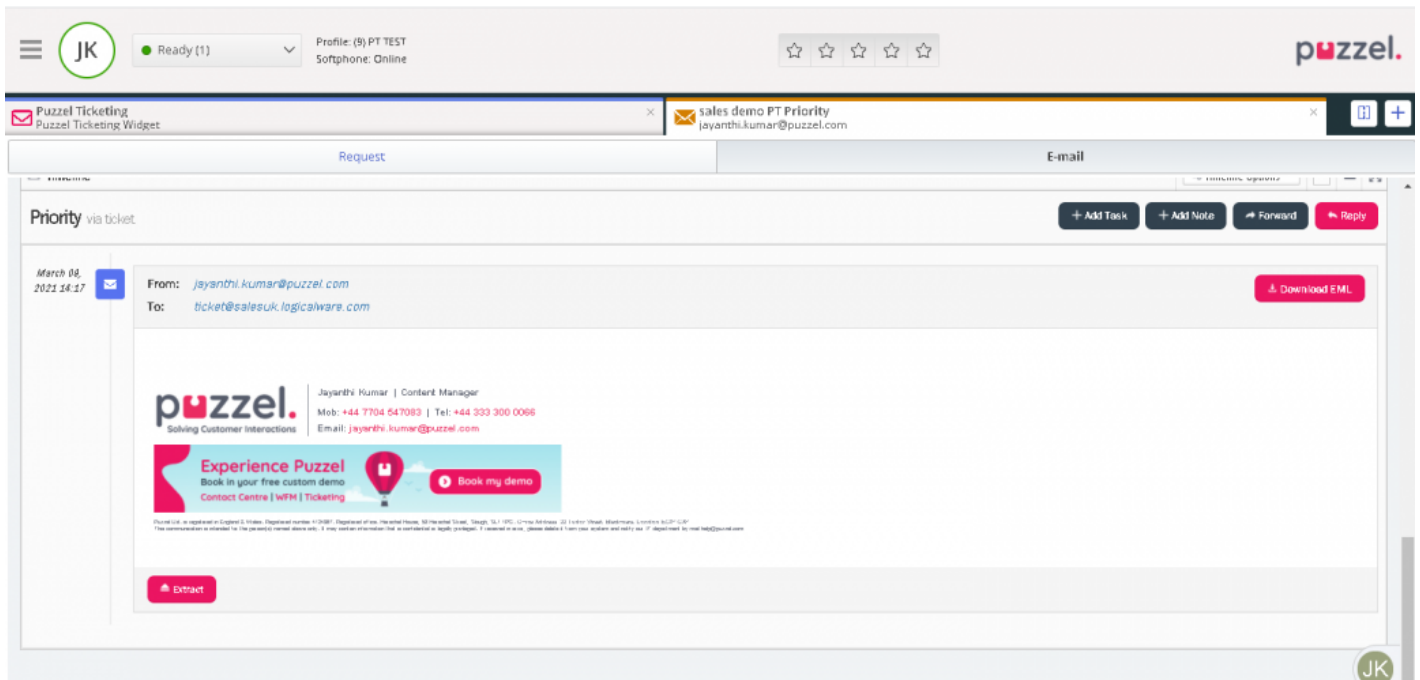 JK
Ready (1)
Profile: (9) PT TEST
Softphone: Online
puzzel.
Puzzel Ticketing
Puzzel Ticketing Widget
sales demo PT Priority
jayanthi.kumar@puzzel.com
Request
E-mail
Timeline
Timeline Options
Priority via ticket
+ Add Task
+ Add Note
Forward
Reply
March 08,
2021 14:17
From: jayanthi.kumar@puzzel.com
To: ticket@salesuk.logicalware.com
Download EML
puzzel.
Solving Customer Interactions
Jayanthi Kumar | Content Manager
Mob: +44 7704 547083 | Tel: +44 333 300 0066
Email: jayanthi.kumar@puzzel.com
Experience Puzzel
Book in your free custom demo
Contact Centre | WFM | Ticketing
Book my demo
Extract
JK